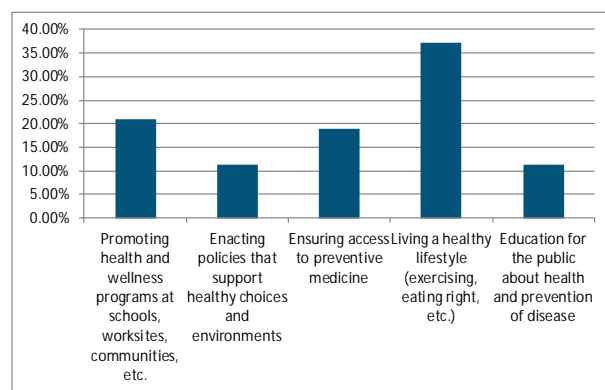 40.00%
35.00%
30.00%
25.00%
20.00%
15.00%
10.00%
5.00%
0.00%
Promoting
health and
wellness
programs at
schools,
worksites,
communities,
etc.
Enacting
policies that
support
healthy choices
and
environments
Ensuring access
to preventive
medicine
Living a healthy
lifestyle
(exercising,
eating right,
etc.)
Education for
the public
about health
and prevention
of disease